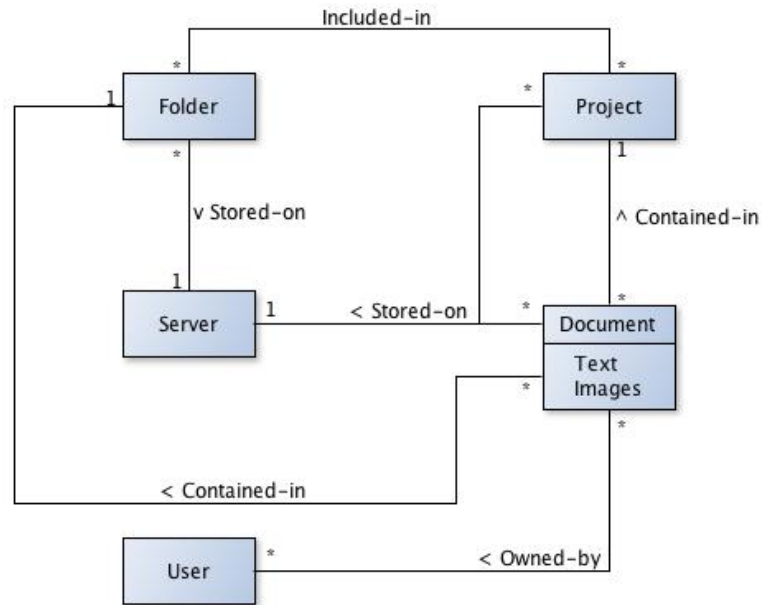 Included-in
* *
1 Folder * Project
* 1
v Stored-on ^ Contained-in
1 *
Server 1 < Stored-on * Document
Text
* Images
*
< Contained-in
User * < Owned-by